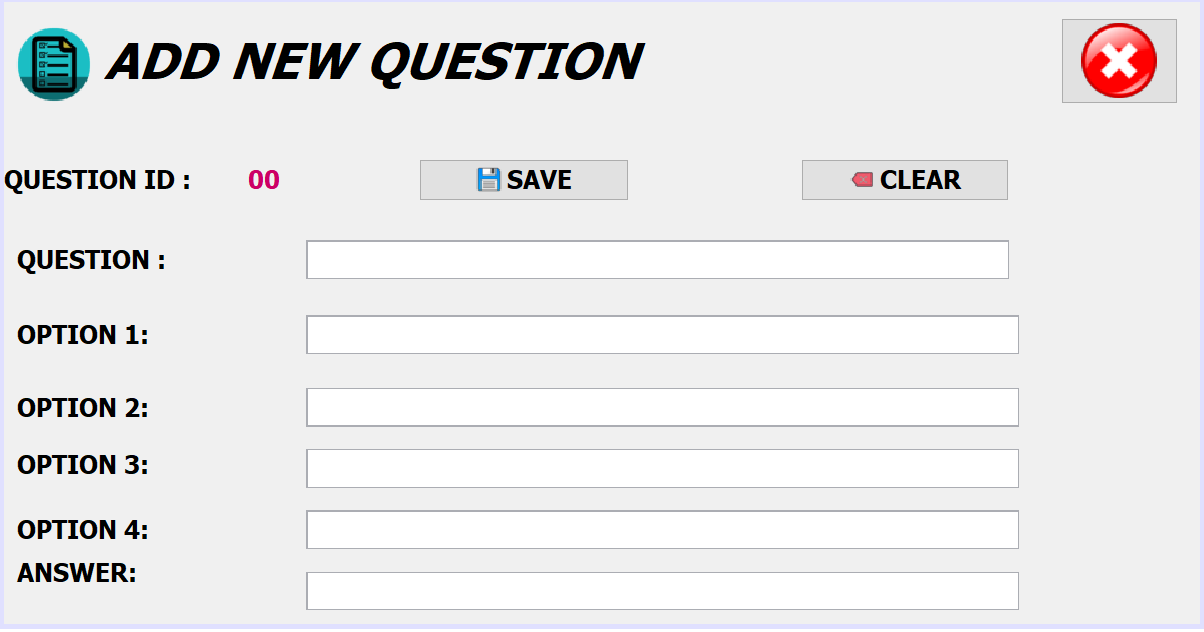 ADD NEW QUESTION
QUESTION ID : 00 SAVE CLEAR
QUESTION :
OPTION 1:
OPTION 2:
OPTION 3:
OPTION 4:
ANSWER: